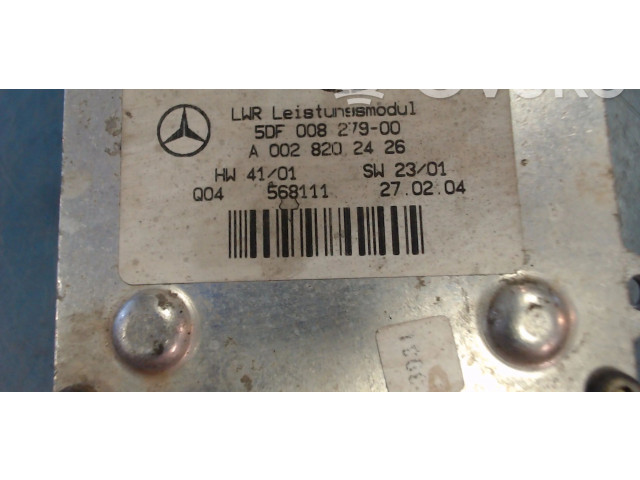 LWR Leistungsmodul
5DF 008 279-00
A 002 820 24 26
HW 41/01 SW 23/01
Q04 568111 27.02.04